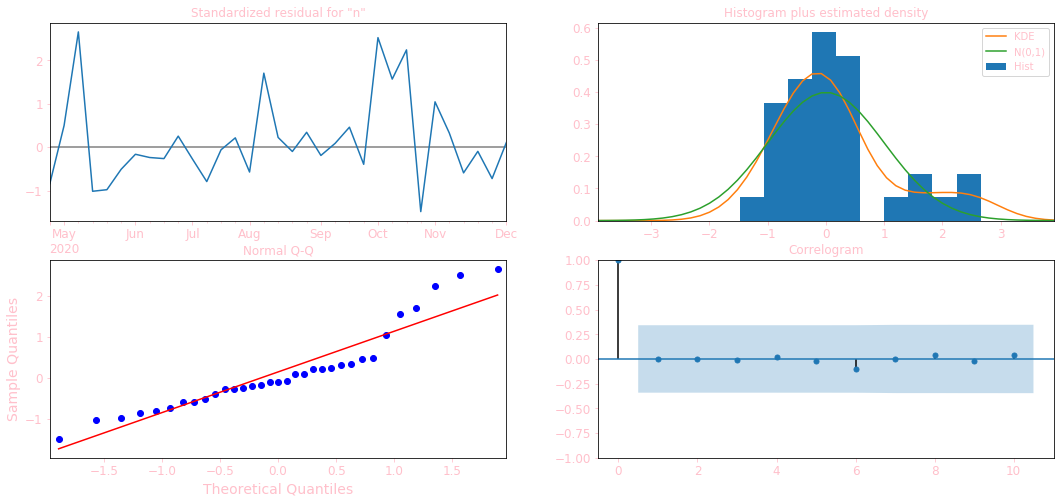 Standardized residual for "n"
2
1
0
−1
May Jun Jul Aug Sep Oct Nov Dec
2020
Histogram plus estimated density
0.6
0.5
0.4
0.3
0.2
0.1
0.0
−3 −2 −1 0 1 2 3
KDE
N(0,1)
Hist
Normal Q-Q
Sample Quantiles
2
1
0
−1
−1.5 −1.0 −0.5 0.0 0.5 1.0 1.5
Theoretical Quantiles
Correlogram
1.00
0.75
0.50
0.25
0.00
−0.25
−0.50
−0.75
−1.00
0 2 4 6 8 10